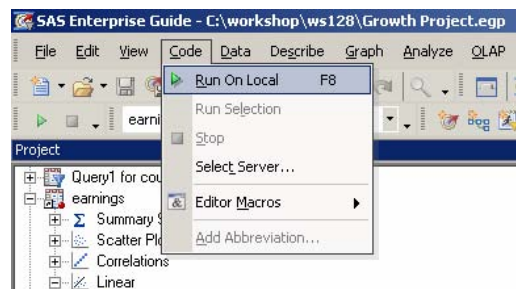 SAS Enterprise Guide - C:\workshop\ws128\Growth Project.egp
File Edit View Code Data Describe Graph Analyze OLAP
Run On Local F8
earni
Run Selection
Stop
Select Server...
Editor Macros
Add Abbreviation...
Project
Query1 for cou
earnings
Summary S
Scatter Plo
Correlations
Linear